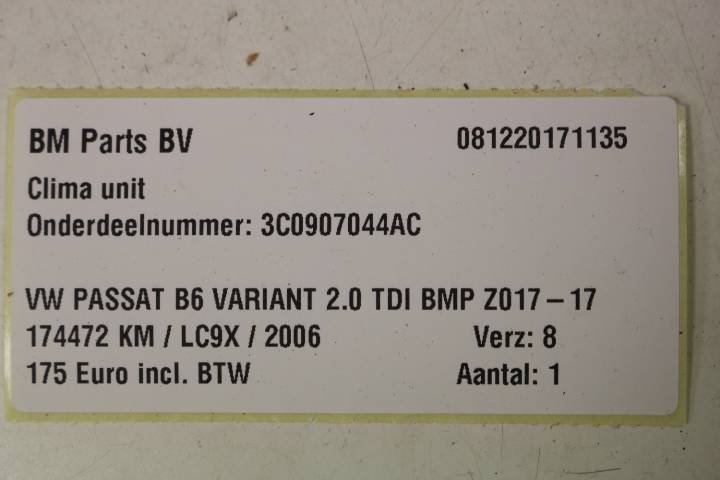 BM Parts BV 081220171135
Clima unit
Onderdeelnummer: 3C0907044AC
VW PASSAT B6 VARIANT 2.0 TDI BMP Z017 – 17
174472 KM / LC9X / 2006 Verz: 8
175 Euro incl. BTW Aantal: 1